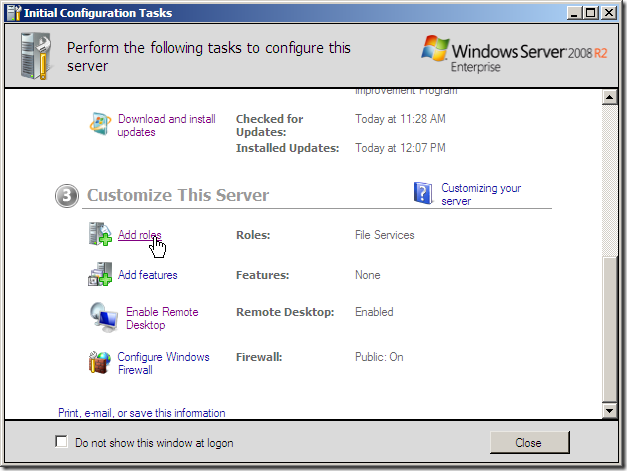 Initial Configuration Tasks
Perform the following tasks to configure this
server
Windows Server 2008 R2
Enterprise
Improvement Program
Download and install
updates
Checked for
Updates:
Today at 11:28 AM
Installed Updates:
Today at 12:07 PM
3 Customize This Server
Customizing your
server
Add roles
Roles:
File Services
Add features
Features:
None
Enable Remote
Desktop
Remote Desktop:
Enabled
Configure Windows
Firewall
Firewall:
Public: On
Print, e-mail, or save this information
Do not show this window at logon
Close